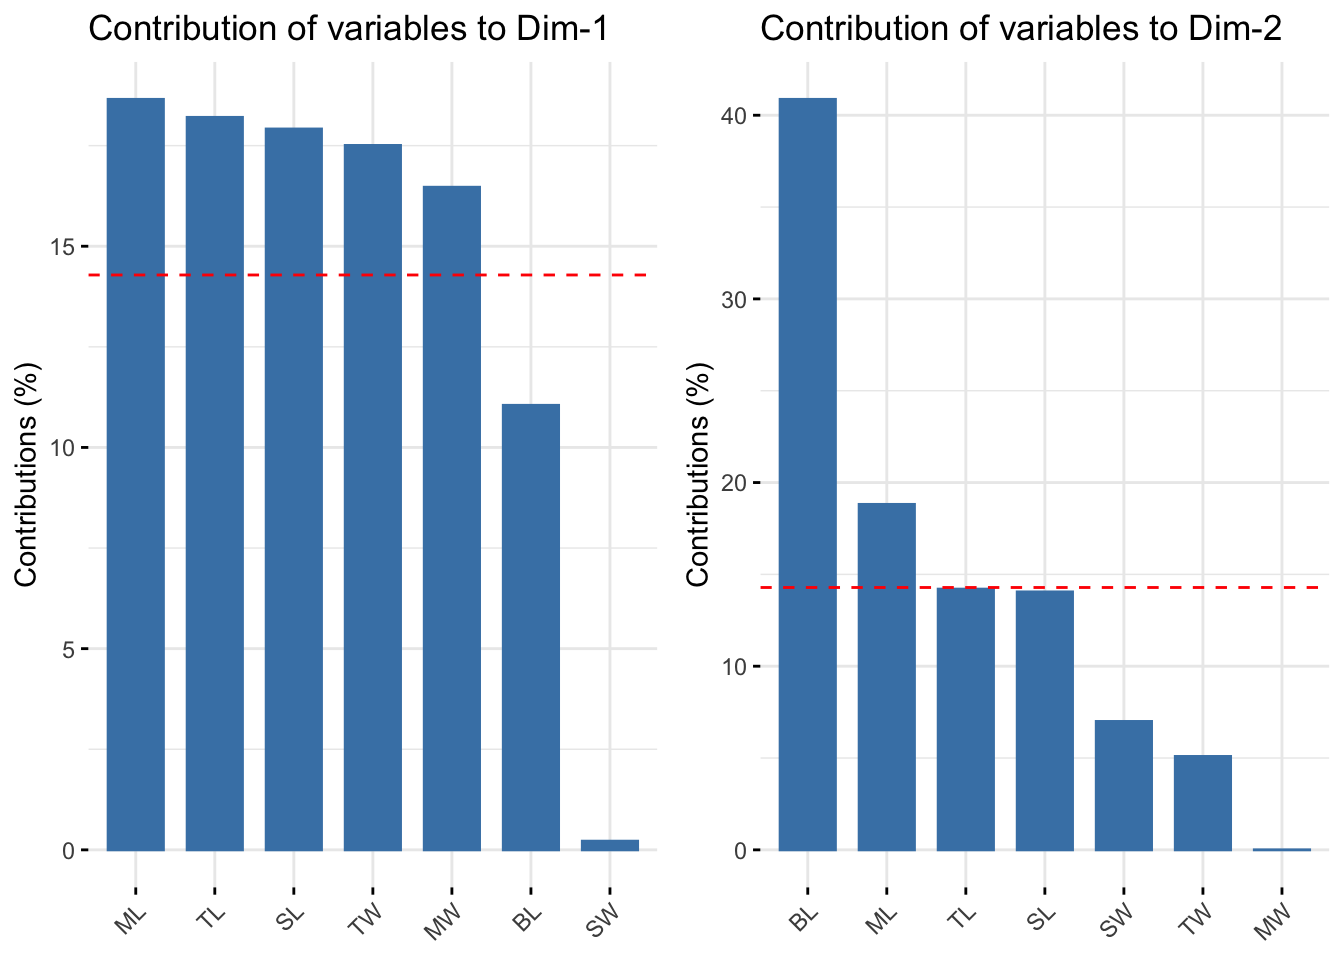 Contribution of variables to Dim-1
Contributions (%)
15
10
5
0
ML TL SL TW MW BL SW
Contribution of variables to Dim-2
Contributions (%)
40
30
20
10
0
BL ML TL SL SW TW MW